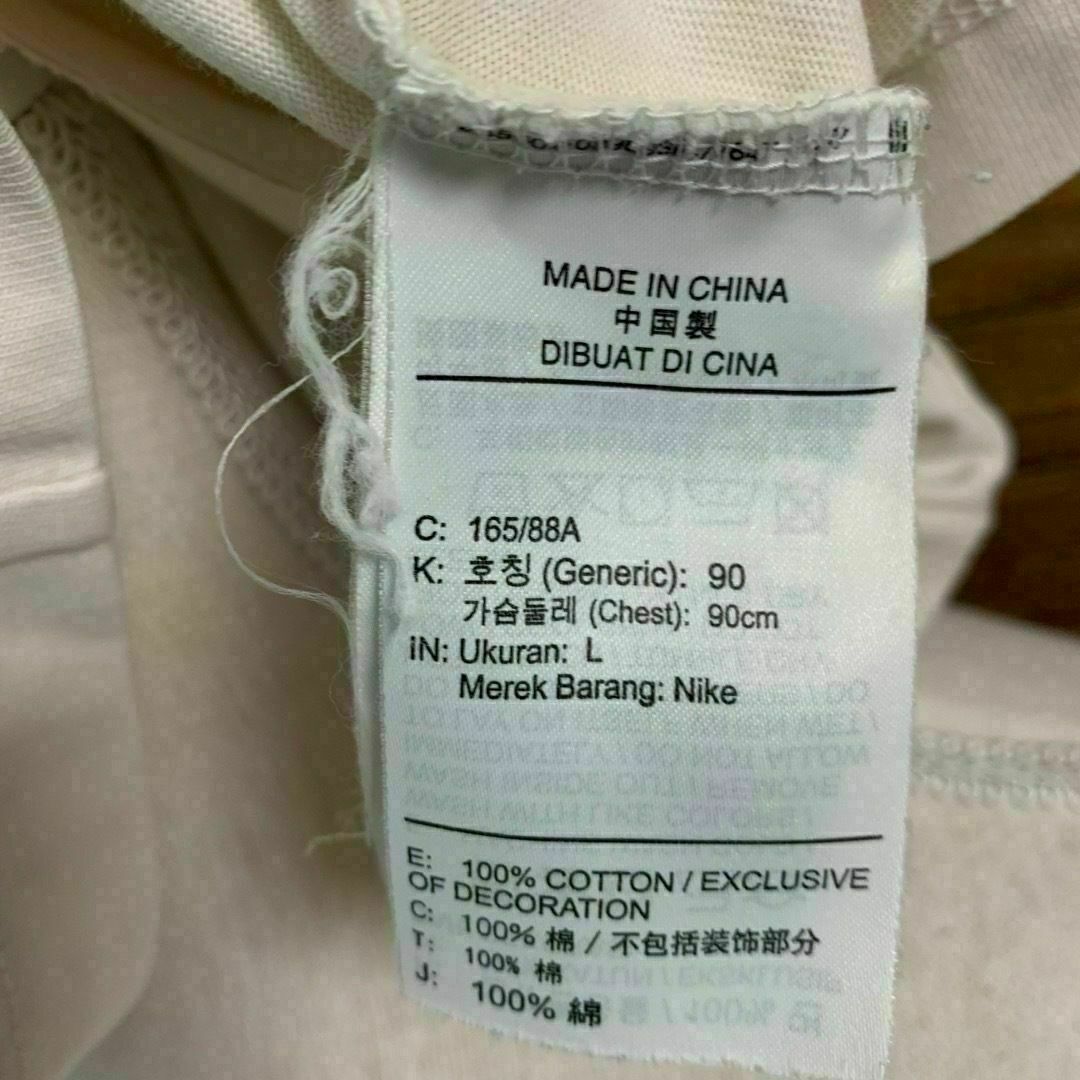 MADE IN CHINA
中国製
DIBUAT DI CINA
C: 165/88A
K: 호칭 (Generic): 90
가슴둘레 (Chest): 90cm
IN: Ukuran: L
Merek Barang: Nike
E: 100% COTTON / EXCLUSIVE
OF DECORATION
C: 100% 棉 / 不包括装饰部分
T: 100% 棉
J: 100% 綿